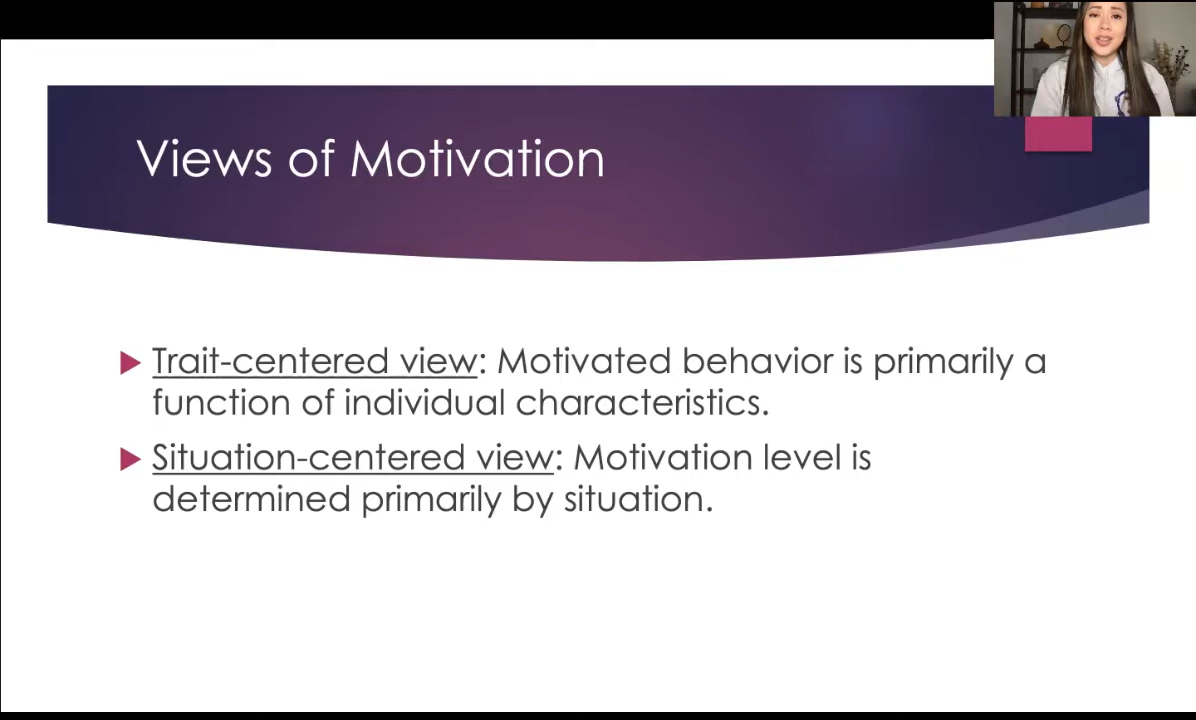 Views of Motivation
Trait-centered view: Motivated behavior is primarily a
function of individual characteristics.
Situation-centered view: Motivation level is
determined primarily by situation.